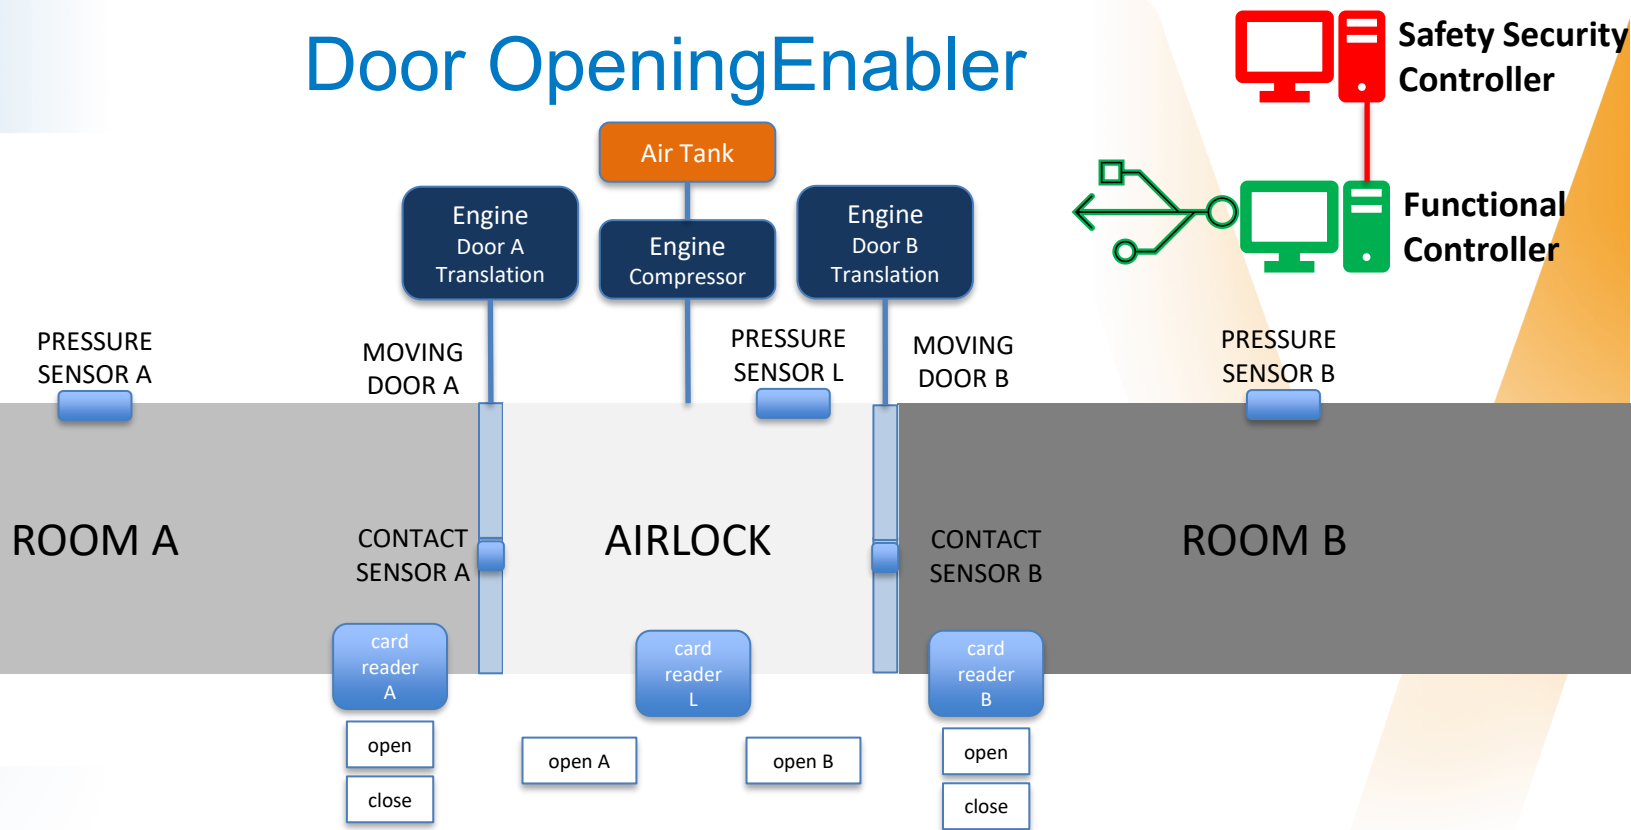 Door OpeningEnabler
Safety Security
Controller
Air Tank
Engine
Door A
Translation
Engine
Compressor
Engine
Door B
Translation
Functional
Controller
PRESSURE
SENSOR A
MOVING
DOOR A
PRESSURE
SENSOR L
MOVING
DOOR B
PRESSURE
SENSOR B
ROOM A
CONTACT
SENSOR A
AIRLOCK
CONTACT
SENSOR B
ROOM B
card
reader
A
card
reader
L
card
reader
B
open
close
open A
open B
open
close